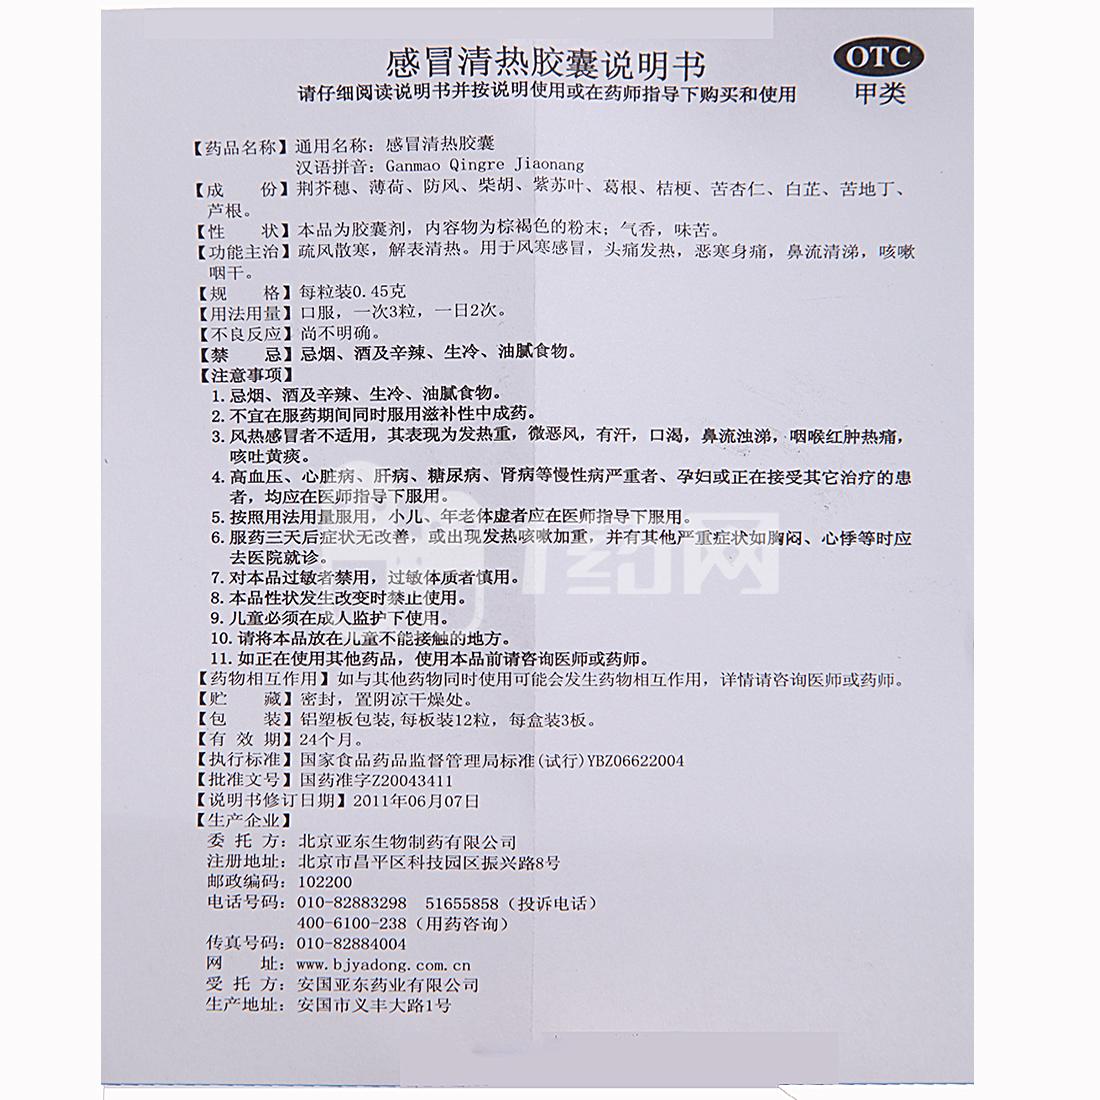 感冒清热胶囊说明书
OTC
甲类
请仔细阅读说明书并按说明使用或在药师指导下购买和使用
【药品名称】通用名称：感冒清热胶囊
汉语拼音：Ganmao Qingre Jiaonang
【成 份】荆芥穗、薄荷、防风、柴胡、紫苏叶、葛根、桔梗、苦杏仁、白芷、苦地丁、
芦根。
【性 状】本品为胶囊剂，内容物为棕褐色的粉末；气香，味苦。
【功能主治】疏风散寒，解表清热。用于风寒感冒，头痛发热，恶寒身痛，鼻流清涕，咳嗽
咽干。
【规 格】每粒装0.45克
【用法用量】口服，一次3粒，一日2次。
【不良反应】尚不明确。
【禁 忌】忌烟、酒及辛辣、生冷、油腻食物。
【注意事项】
1. 忌烟、酒及辛辣、生冷、油腻食物。
2. 不宜在服药期间同时服用滋补性中成药。
3. 风热感冒者不适用，其表现为发热重，微恶风，有汗，口渴，鼻流浊涕，咽喉红肿热痛，
咳吐黄痰。
4. 高血压、心脏病、肝病、糖尿病、肾病等慢性病严重者、孕妇或正在接受其它治疗的患
者，均应在医师指导下服用。
5. 按照用法用量服用，小儿、年老体虚者应在医师指导下服用。
6. 服药三天后症状无改善，或出现发热咳嗽加重，并有其他严重症状如胸闷、心悸等时应
去医院就诊。
7. 对本品过敏者禁用，过敏体质者慎用。
8. 本品性状发生改变时禁止使用。
9. 儿童必须在成人监护下使用。
10. 请将本品放在儿童不能接触的地方。
11. 如正在使用其他药品，使用本品前请咨询医师或药师。
【药物相互作用】如与其他药物同时使用可能会发生药物相互作用，详情请咨询医师或药师。
【贮 藏】密封，置阴凉干燥处。
【包 装】铝塑板包装,每板装12粒，每盒装3板。
【有 效 期】24个月。
【执行标准】国家食品药品监督管理局标准(试行)YBZ06622004
【批准文号】国药准字Z20043411
【说明书修订日期】2011年06月07日
【生产企业】
委 托 方：北京亚东生物制药有限公司
注册地址：北京市昌平区科技园区振兴路8号
邮政编码：102200
电话号码：010-82883298 51655858（投诉电话）
400-6100-238（用药咨询）
传真号码：010-82884004
网 址：www.bjyadong.com.cn
受 托 方：安国亚东药业有限公司
生产地址：安国市义丰大路1号
1药网